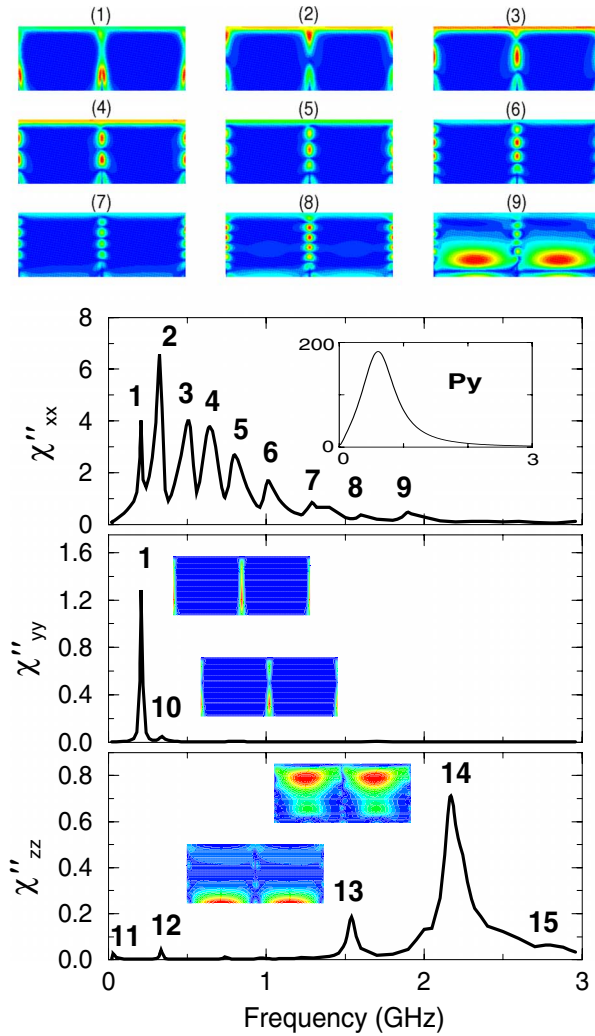 (1) (2) (3)
(4) (5) (6)
(7) (8) (9)
8
6
4
2
0
χ''xx
1 2 3 4 5 6 7 8 9
200
0
0 3
Py
1.6
1.2
0.8
0.4
0.0
χ''yy
1
10
0.8
0.6
0.4
0.2
0.0
χ''zz
11 12 13 14 15
0 1 2 3
Frequency (GHz)